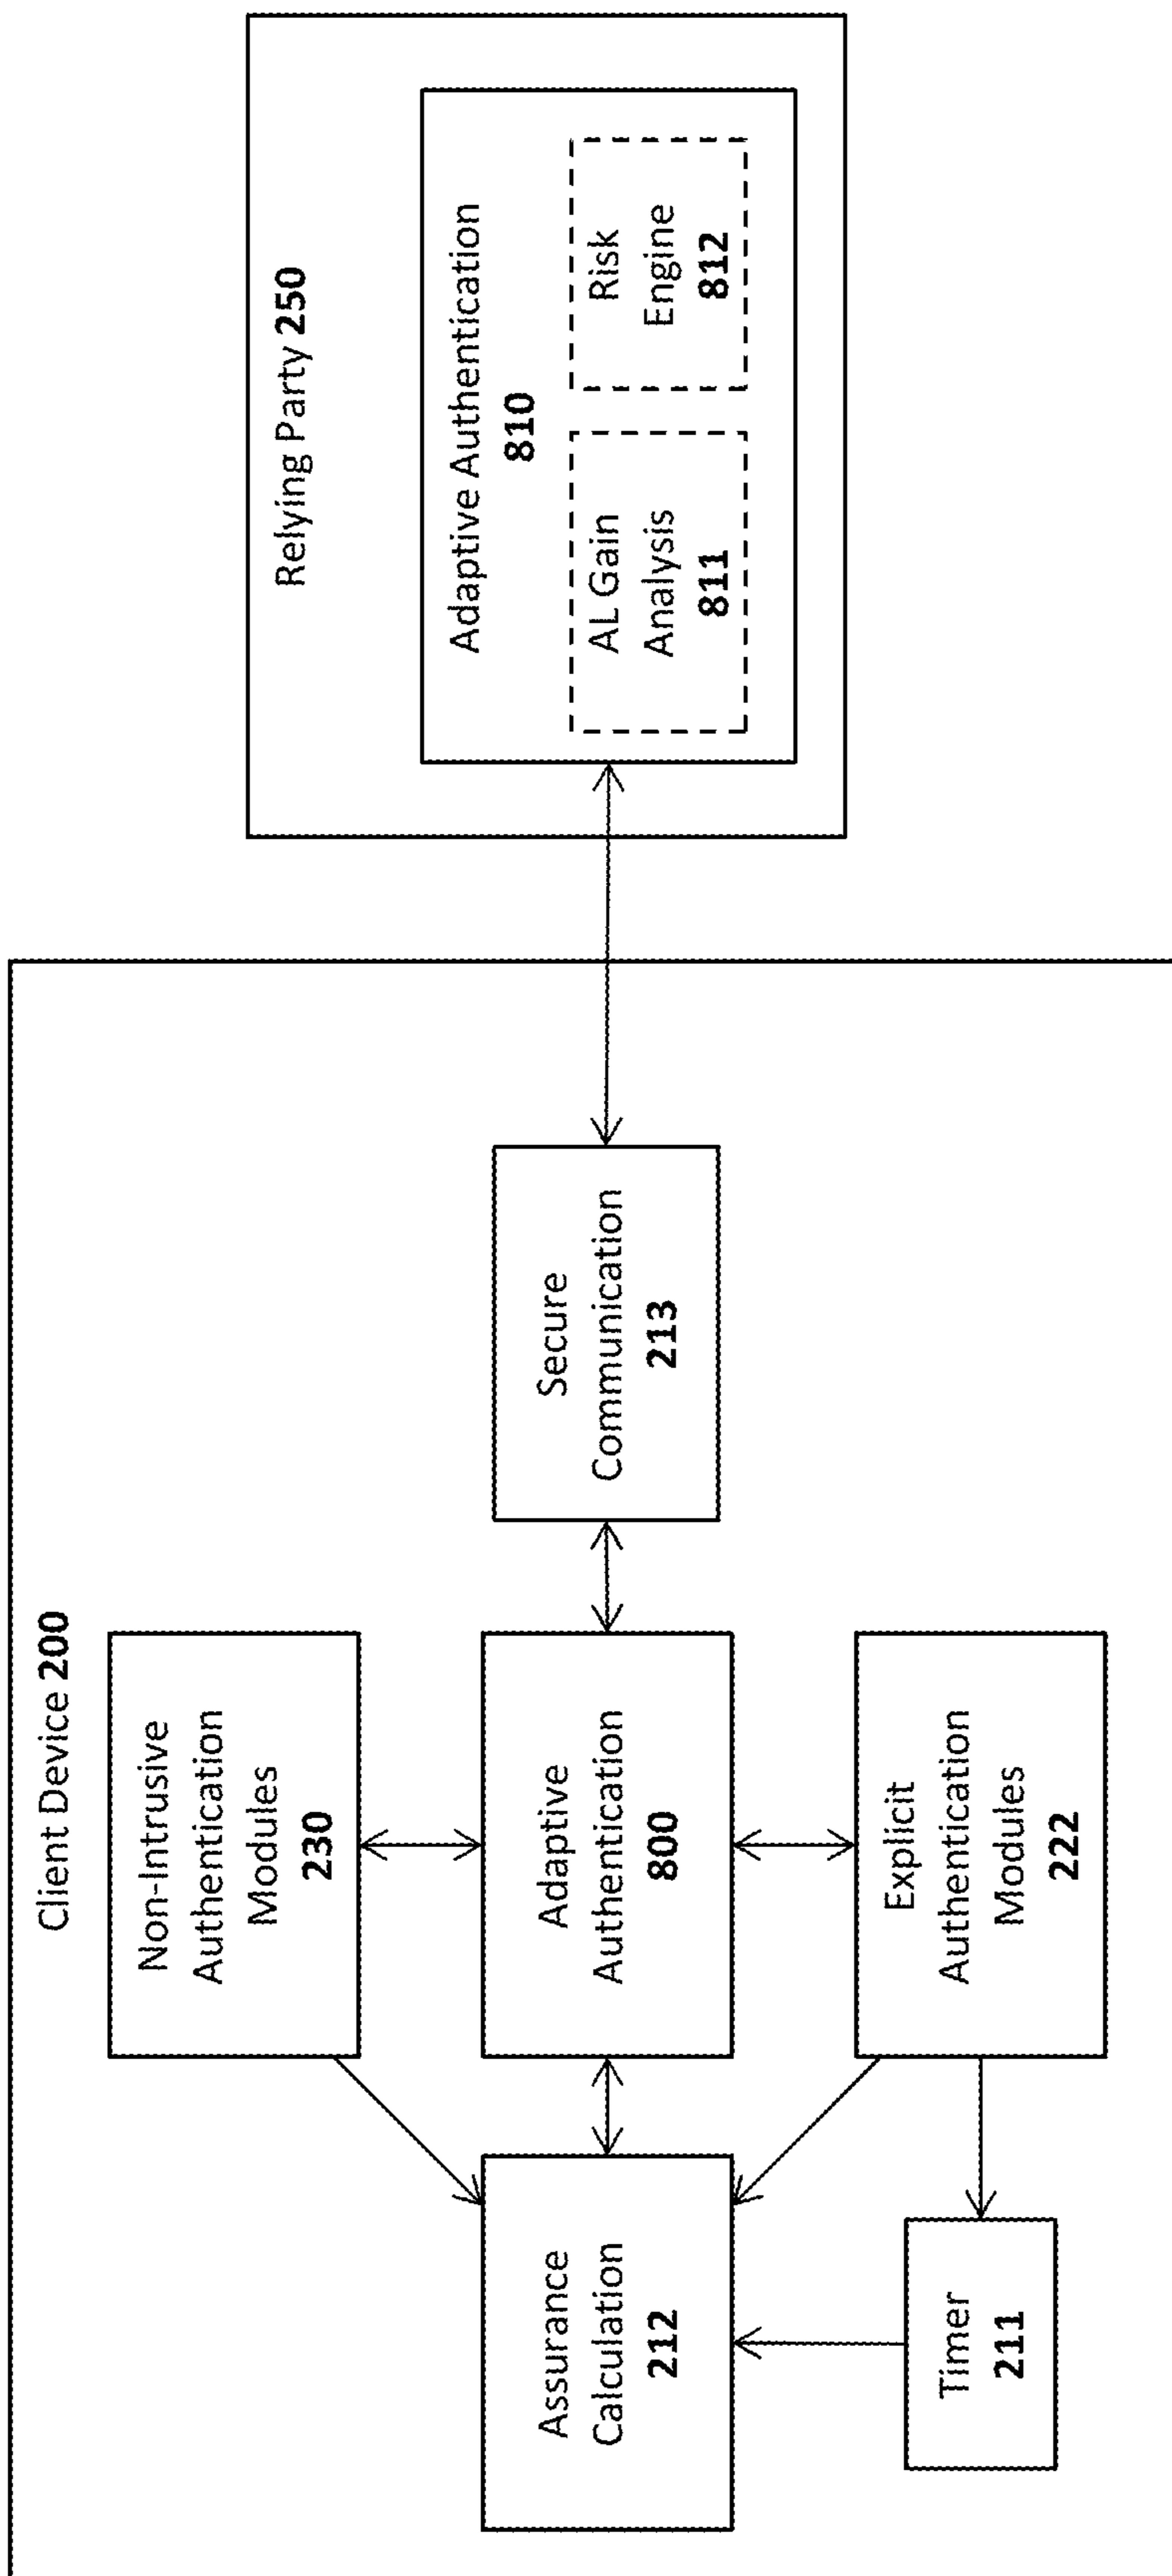 Client Device 200
Non-Intrusive
Authentication
Modules
230
Assurance
Calculation
212
Adaptive
Authentication
800
Secure
Communication
213
Timer
211
Explicit
Authentication
Modules
222
Relying Party 250
Adaptive Authentication
810
AL Gain
Analysis
811
Risk
Engine
812